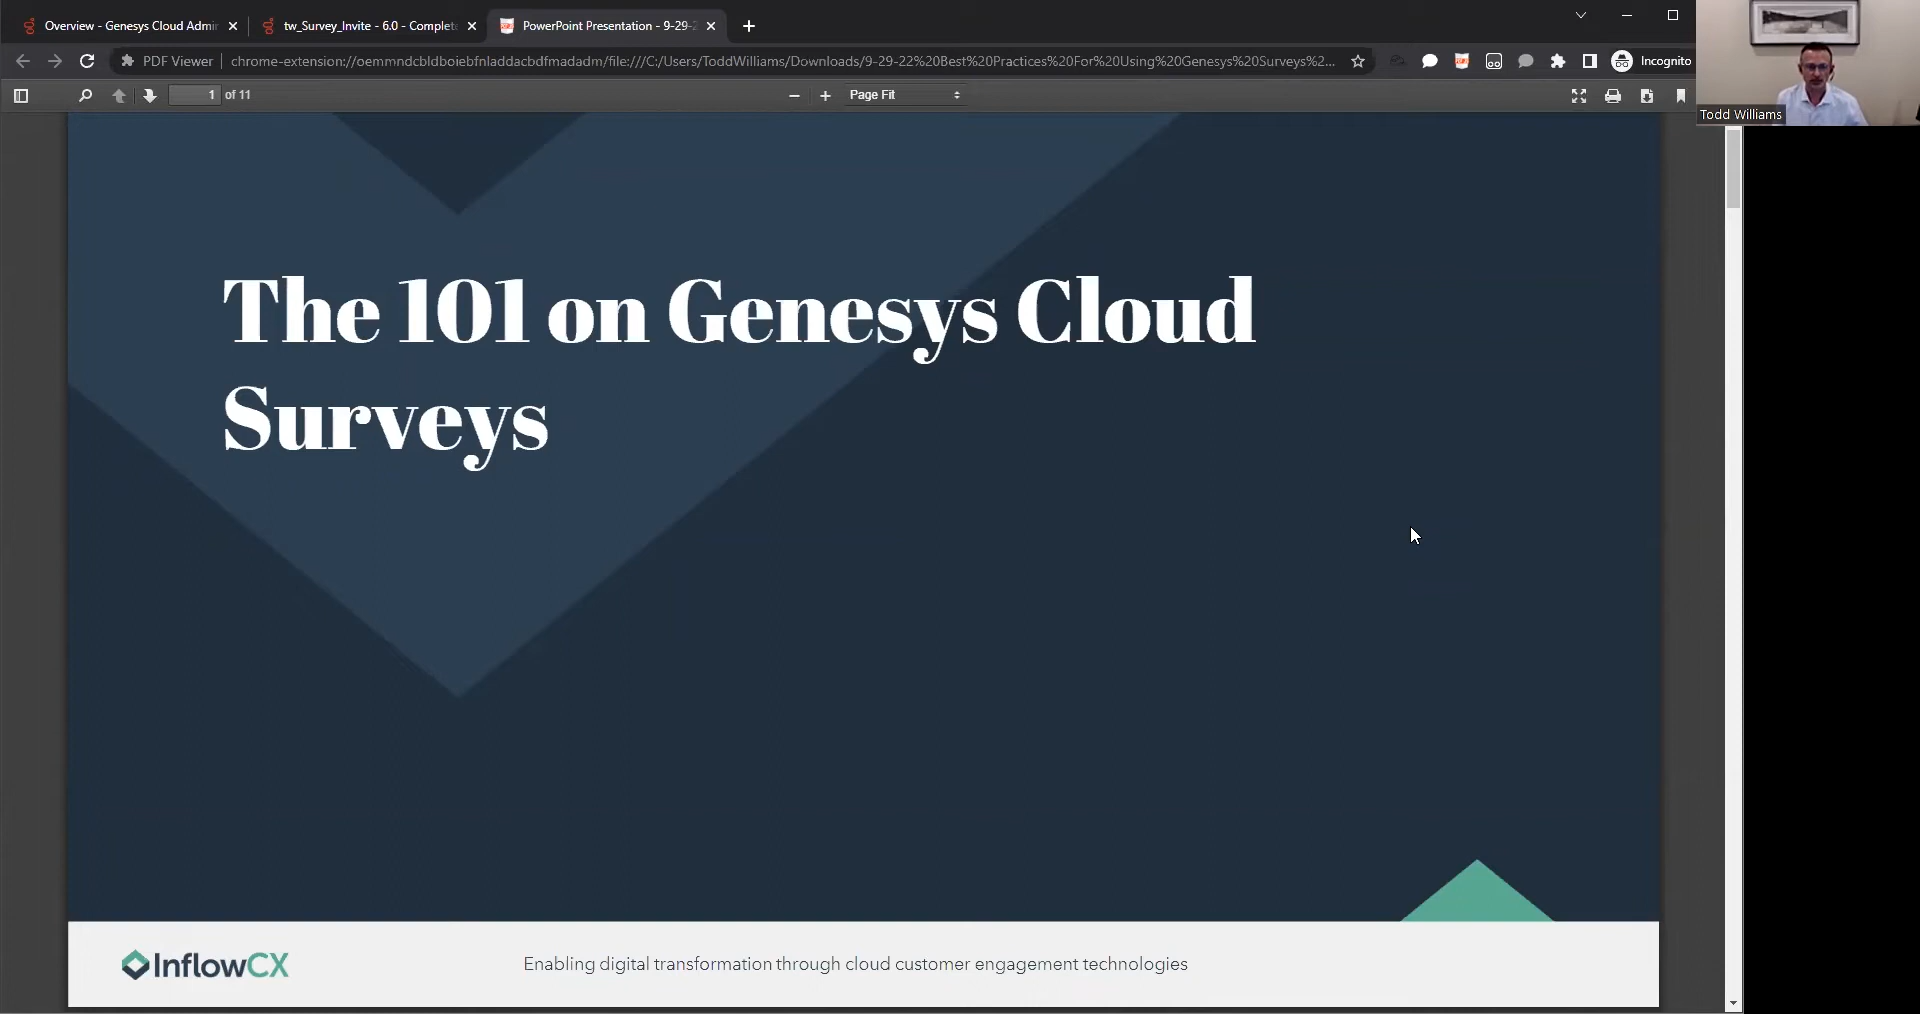 Overview - Genesys Cloud Admi
tw_Survey_Invite - 6.0 - Complet
PowerPoint Presentation - 9-29-2
PDF Viewer
chrome-extension://oemmndcbldboiebfnladdacbdfmadadm/file:///C:/Users/ToddWilliams/Downloads/9-29-22%20Best%20Practices%20For%20Using%20Genesys%20Surveys%2...
Incognito
1 of 11
Page Fit
Todd Williams
The 101 on Genesys Cloud
Surveys
InflowCX
Enabling digital transformation through cloud customer engagement technologies